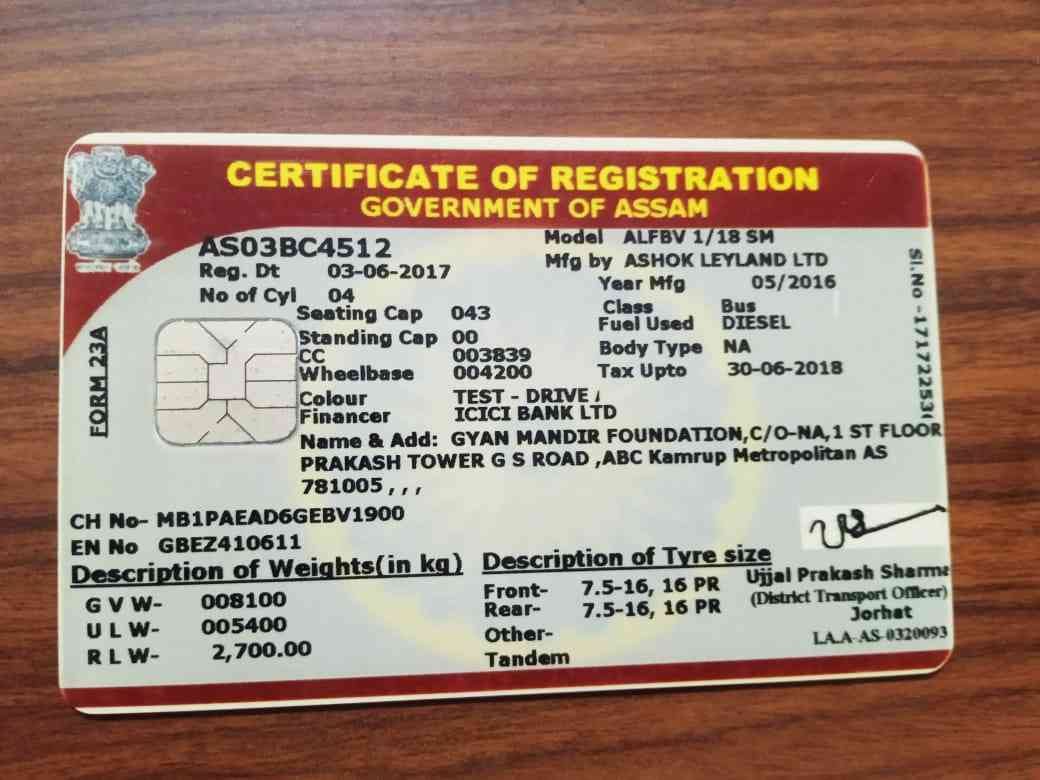 CERTIFICATE OF REGISTRATION
GOVERNMENT OF ASSAM
AS03BC4512
Reg. Dt 03-06-2017
No of Cyl 04
Seating Cap 043
Standing Cap 00
CC 003839
Wheelbase 004200
Colour TEST - DRIVE /
Financer ICICI BANK LTD
Model ALFBV 1/18 SM
Mfg by ASHOK LEYLAND LTD
Year Mfg 05/2016
Class Bus
Fuel Used DIESEL
Body Type NA
Tax Upto 30-06-2018
Sl.No -
FORM 23A
Name & Add: GYAN MANDIR FOUNDATION,C/O-NA,1 ST FLOOR
PRAKASH TOWER G S ROAD ,ABC Kamrup Metropolitan AS
781005 , , ,
CH No- MB1PAEAD6GEBV1900
EN No GBEZ410611
Description of Weights(in kg)
G V W- 008100
U L W- 005400
R L W- 2,700.00
Description of Tyre size
Front- 7.5-16, 16 PR
Rear- 7.5-16, 16 PR
Other-
Tandem
Ujjal Prakash Sharma
(District Transport Officer)
Jorhat
I.A.A-AS-0320093